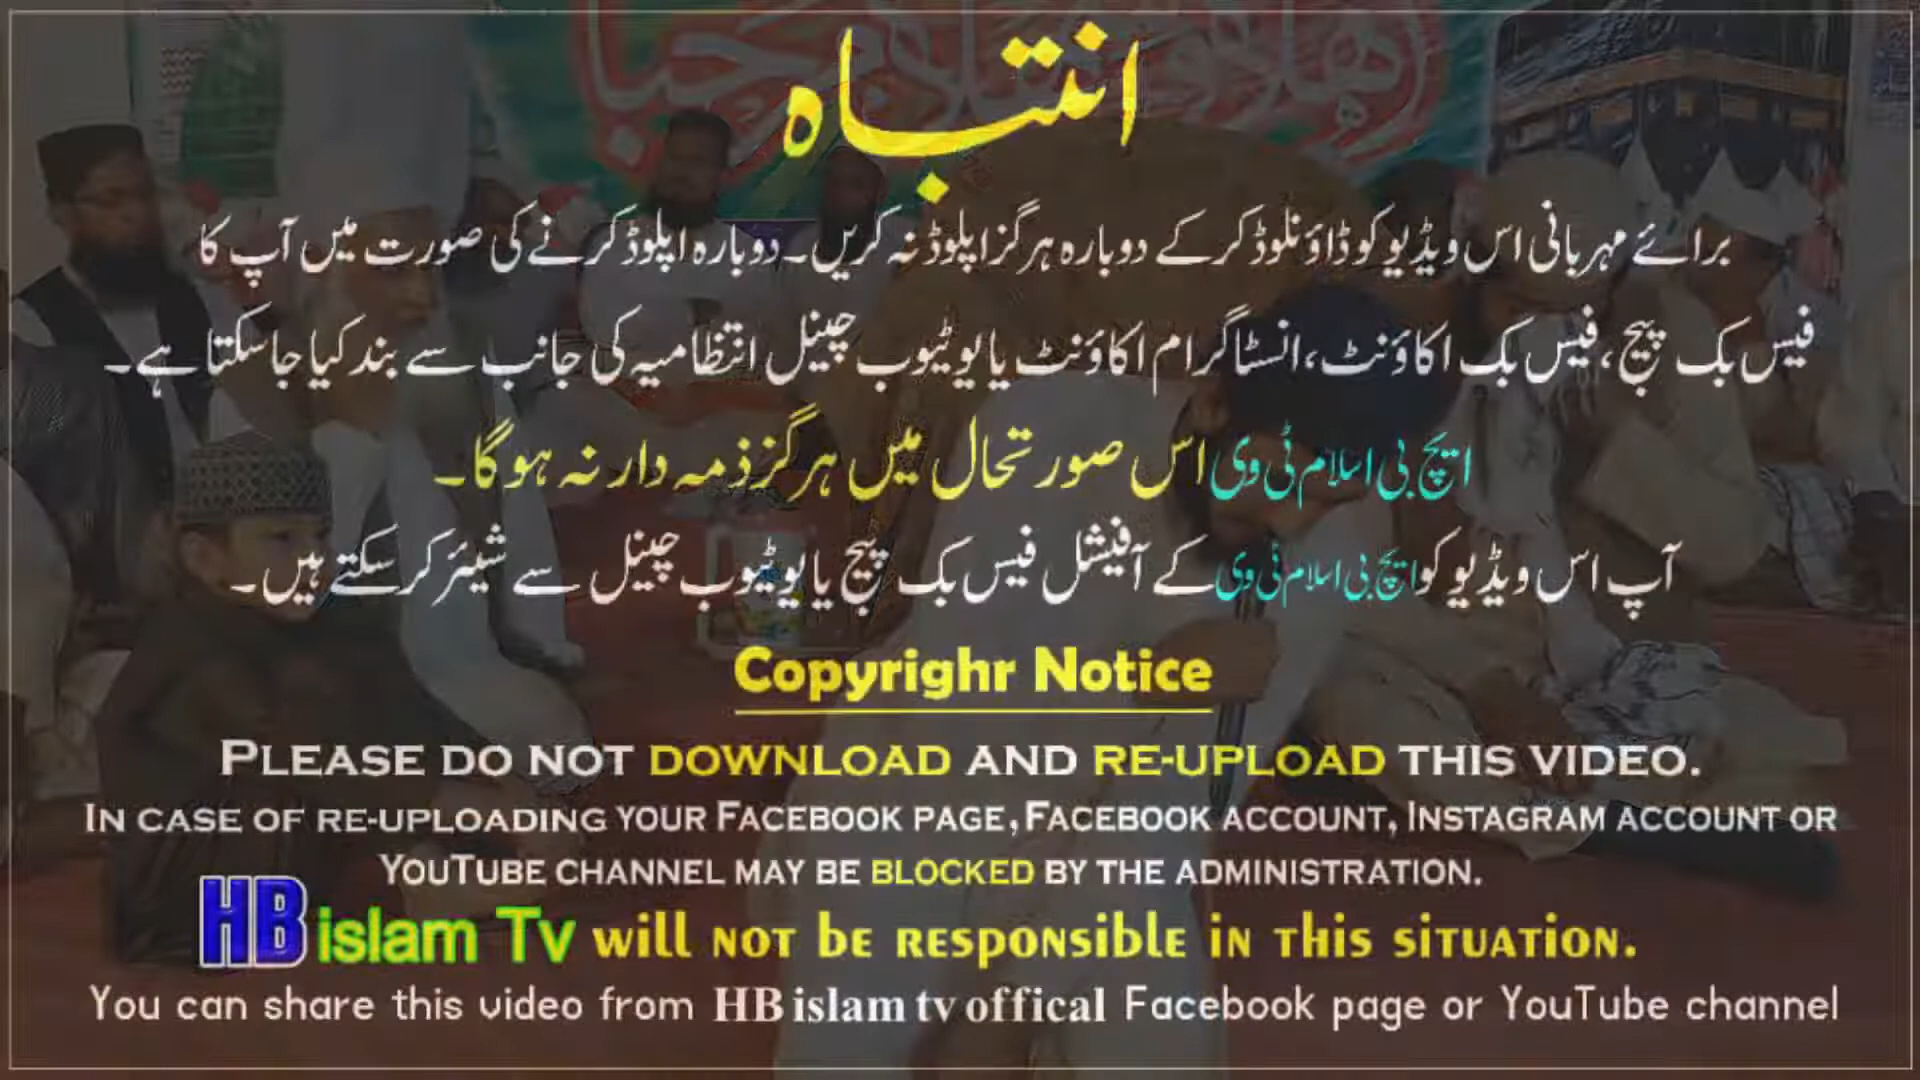 انتباہ
برائے مہربانی اس ویڈیو کو ڈاؤنلوڈ کر کے دوبارہ ہرگز اپلوڈ نہ کریں۔ دوبارہ اپلوڈ کرنے کی صورت میں آپ کا
فیس بک پیج، فیس بک اکاؤنٹ، انسٹاگرام اکاؤنٹ یا یوٹیوب چینل انتظامیہ کی جانب سے بند کیا جا سکتا ہے۔
ایچ بی اسلام ٹی وی اس صورتحال میں ہرگز ذمہ دار نہ ہوگا۔
آپ اس ویڈیو کو ایچ بی اسلام ٹی وی کے آفیشل فیس بک پیج یا یوٹیوب چینل سے شیئر کر سکتے ہیں۔
Copyrighr Notice
PLEASE DO NOT DOWNLOAD AND RE-UPLOAD THIS VIDEO.
IN CASE OF RE-UPLOADING YOUR FACEBOOK PAGE, FACEBOOK ACCOUNT, INSTAGRAM ACCOUNT OR
YOUTUBE CHANNEL MAY BE BLOCKED BY THE ADMINISTRATION.
HB islam Tv will NOT be RESPONSIBLE IN THIS SITUATION.
You can share this video from HB islam tv offical Facebook page or YouTube channel